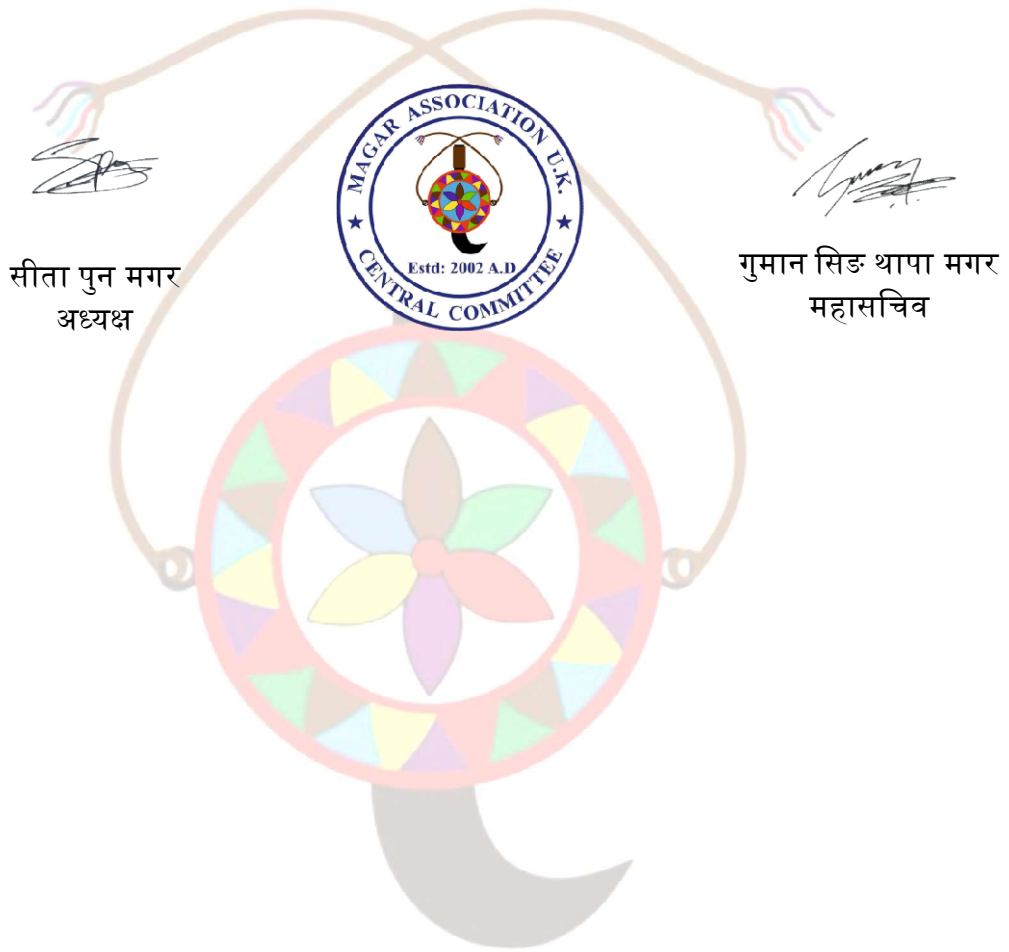 MAGAR ASSOCIATION U.K.
Estd: 2002 A.D
CENTRAL COMMITTEE
सीता पुन मगर
अध्यक्ष
गुमान सिङ थापा मगर
महासचिव